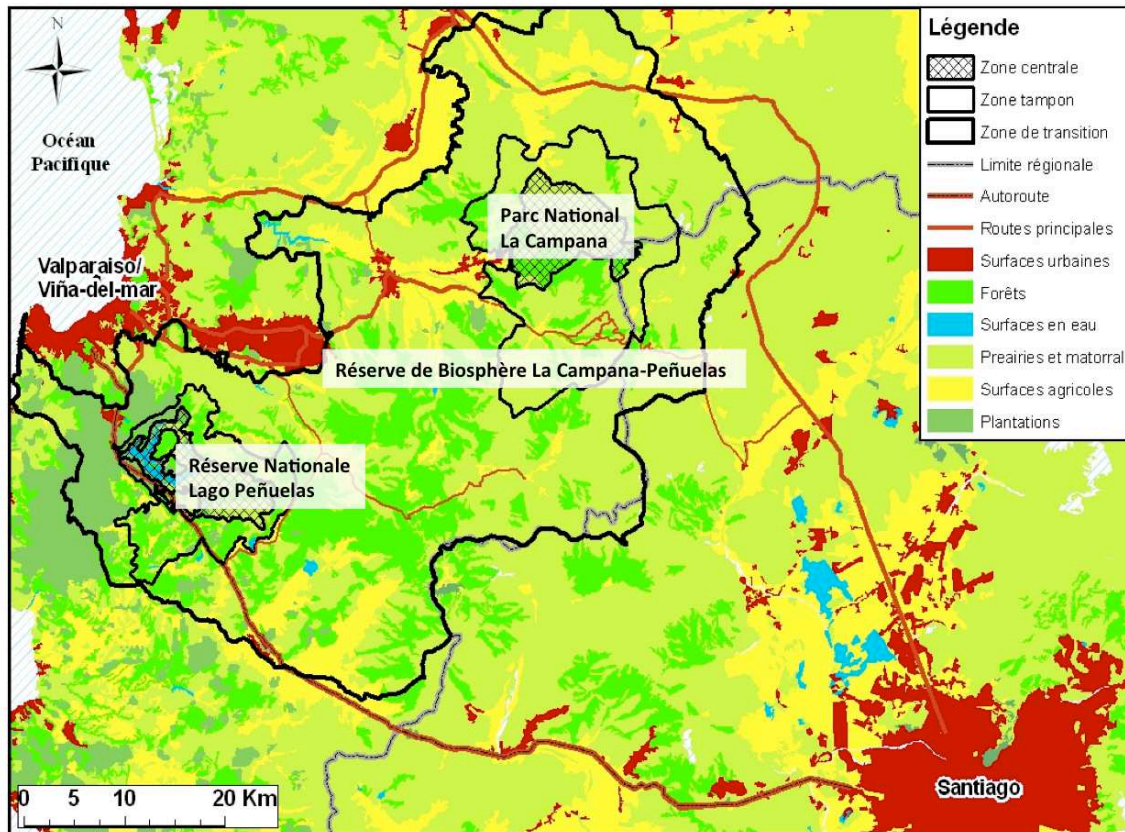 N
Océan
Pacifique
Valparaiso/
Viña-del-mar
Parc National
La Campana
Réserve de Biosphère La Campana-Peñuelas
Réserve Nationale
Lago Peñuelas
Santiago
0 5 10 20 Km
Légende
Zone centrale
Zone tampon
Zone de transition
Limite régionale
Autoroute
Routes principales
Surfaces urbaines
Forêts
Surfaces en eau
Preairies et matorral
Surfaces agricoles
Plantations